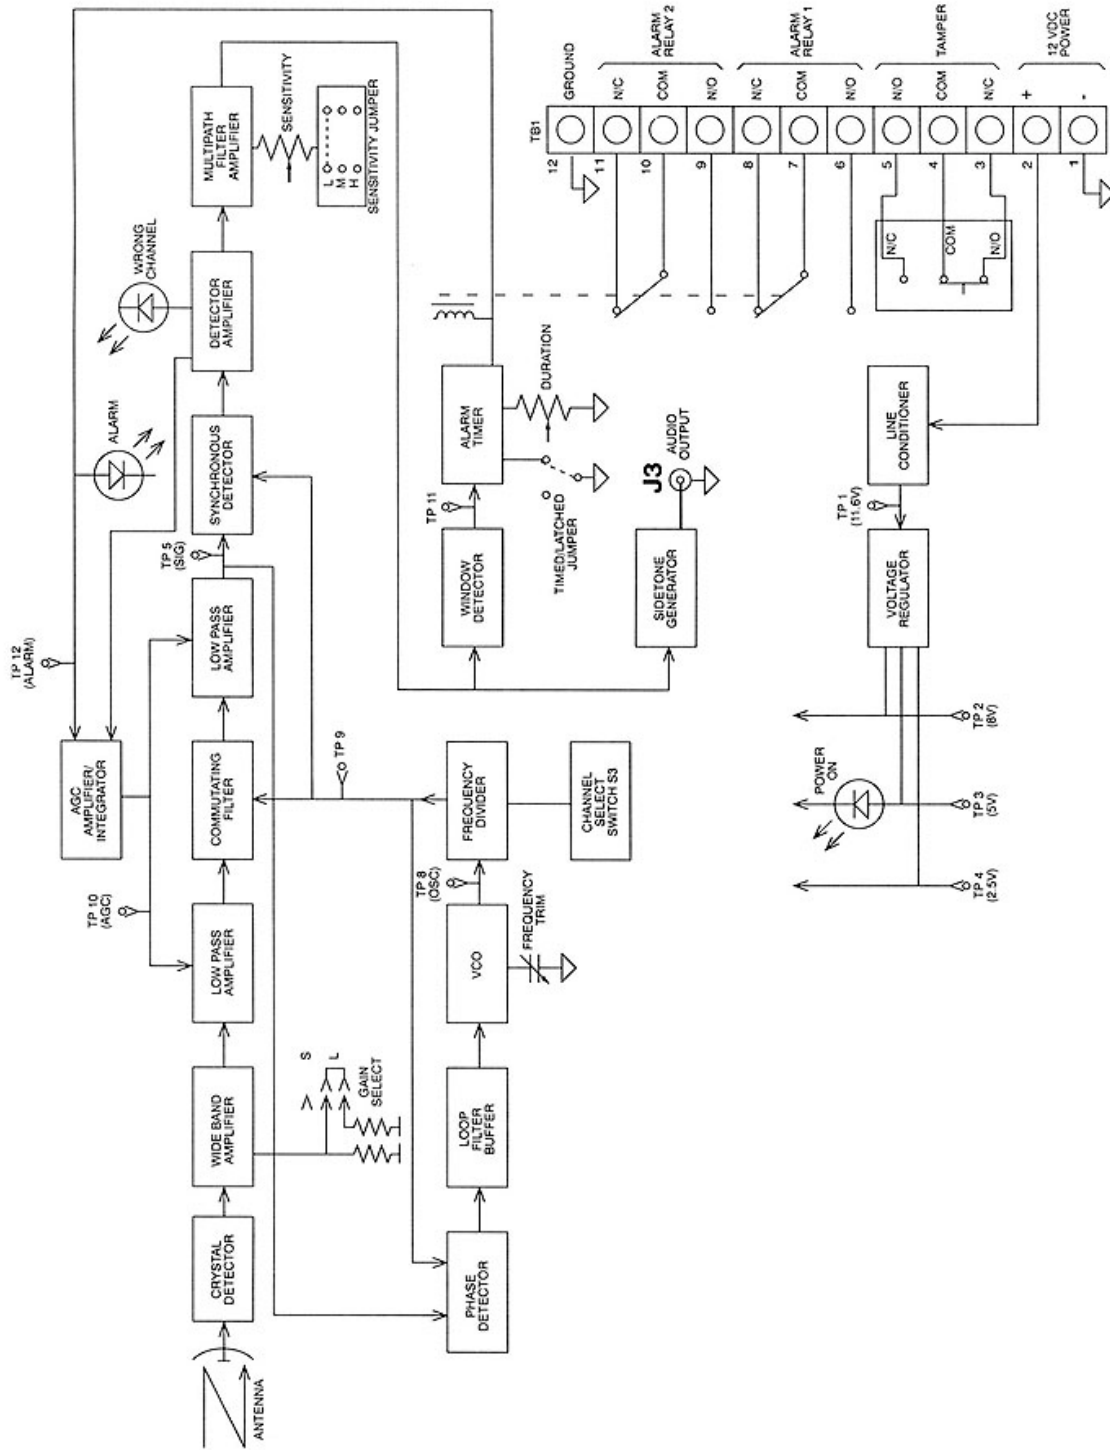 ANTENNA
CRYSTAL
DETECTOR
WIDE BAND
AMPLIFIER
GAIN
SELECT
S
L
LOW PASS
AMPLIFIER
TP 10
(AGC)
COMMUTATING
FILTER
AGC
AMPLIFIER/
INTEGRATOR
TP 12
(ALARM)
LOW PASS
AMPLIFIER
TP 5
(SIG)
SYNCHRONOUS
DETECTOR
ALARM
DETECTOR
AMPLIFIER
WRONG
CHANNEL
MULTIPATH
FILTER
AMPLIFIER
SENSITIVITY
L
M
H
SENSITIVITY JUMPER
PHASE
DETECTOR
LOOP
FILTER
BUFFER
VCO
FREQUENCY
TRIM
TP 8
(OSC)
FREQUENCY
DIVIDER
TP 9
CHANNEL
SELECT
SWITCH S3
WINDOW
DETECTOR
TP 11
ALARM
TIMER
DURATION
TIMED/LATCHED
JUMPER
SIDETONE
GENERATOR
J3
AUDIO
OUTPUT
TB1
12
GROUND
11
N/C
10
COM
9
N/O
ALARM
RELAY 2
8
N/C
7
COM
6
N/O
ALARM
RELAY 1
5
N/O
4
COM
3
N/C
TAMPER
2
+
1
-
12 VDC
POWER
N/C
COM
N/O
LINE
CONDITIONER
TP 1
(11.6V)
VOLTAGE
REGULATOR
TP 2
(8V)
POWER
ON
TP 3
(5V)
TP 4
(2.5V)